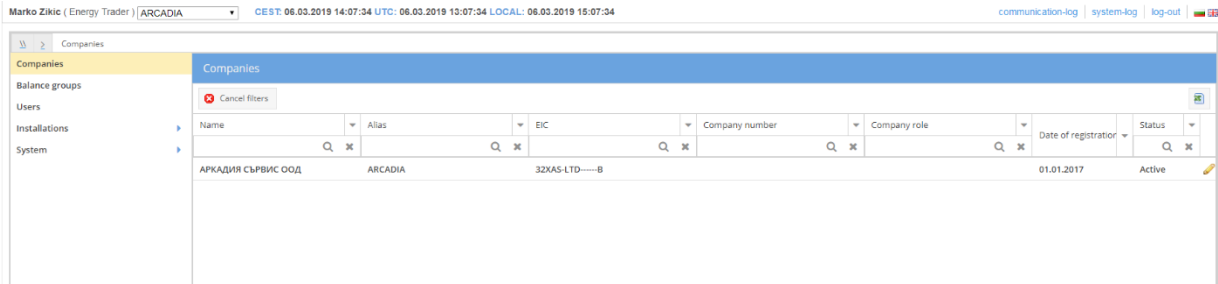 Marko Zikic ( Energy Trader ) ARCADIA CEST: 06.03.2019 14:07:34 UTC: 06.03.2019 13:07:34 LOCAL: 06.03.2019 15:07:34 communication-log system-log log-out
Companies
Companies
Balance groups
Users
Installations
System
Companies
Cancel filters
Name Alias EIC Company number Company role Date of registration Status
АРКАДИЯ СЪРВИС ООД ARCADIA 32XAS-LTD------B 01.01.2017 Active